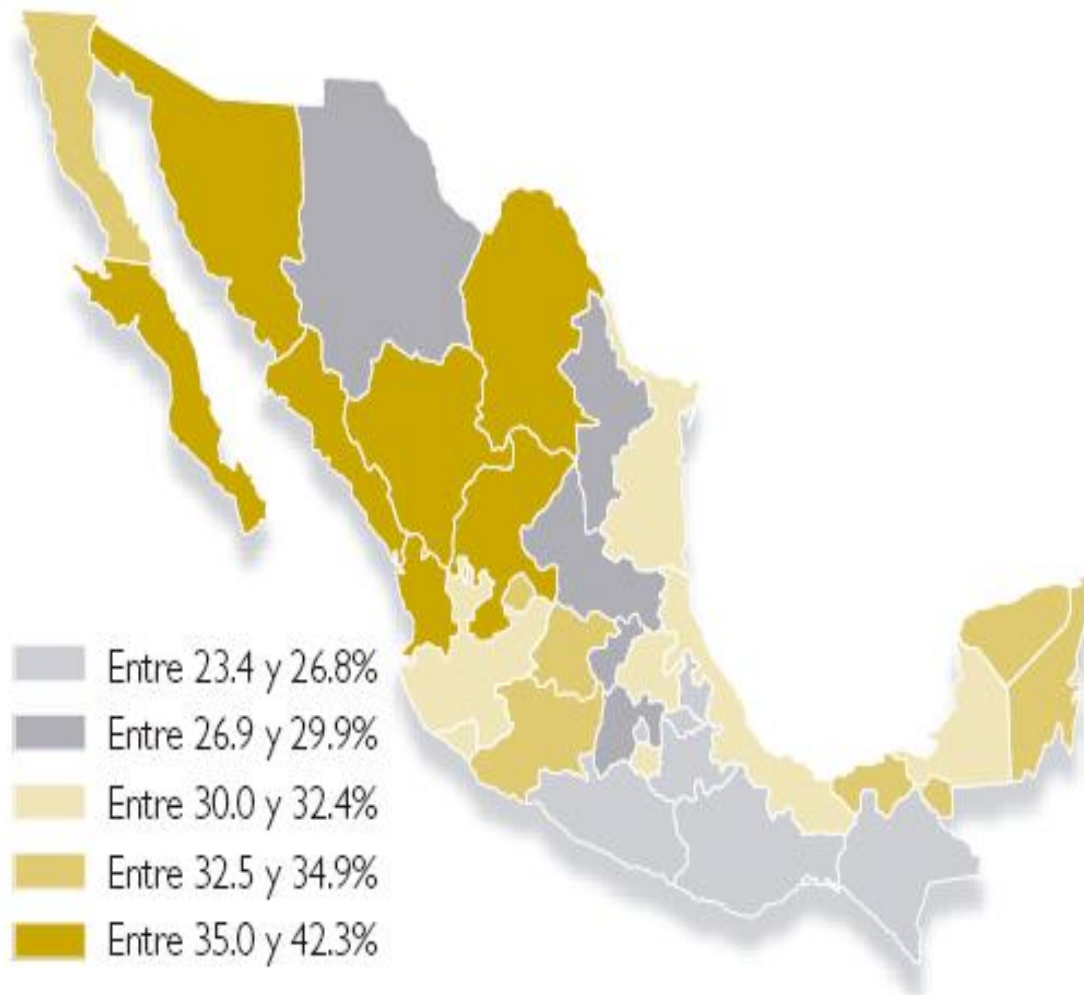 Entre 23.4 y 26.8%
Entre 26.9 y 29.9%
Entre 30.0 y 32.4%
Entre 32.5 y 34.9%
Entre 35.0 y 42.3%